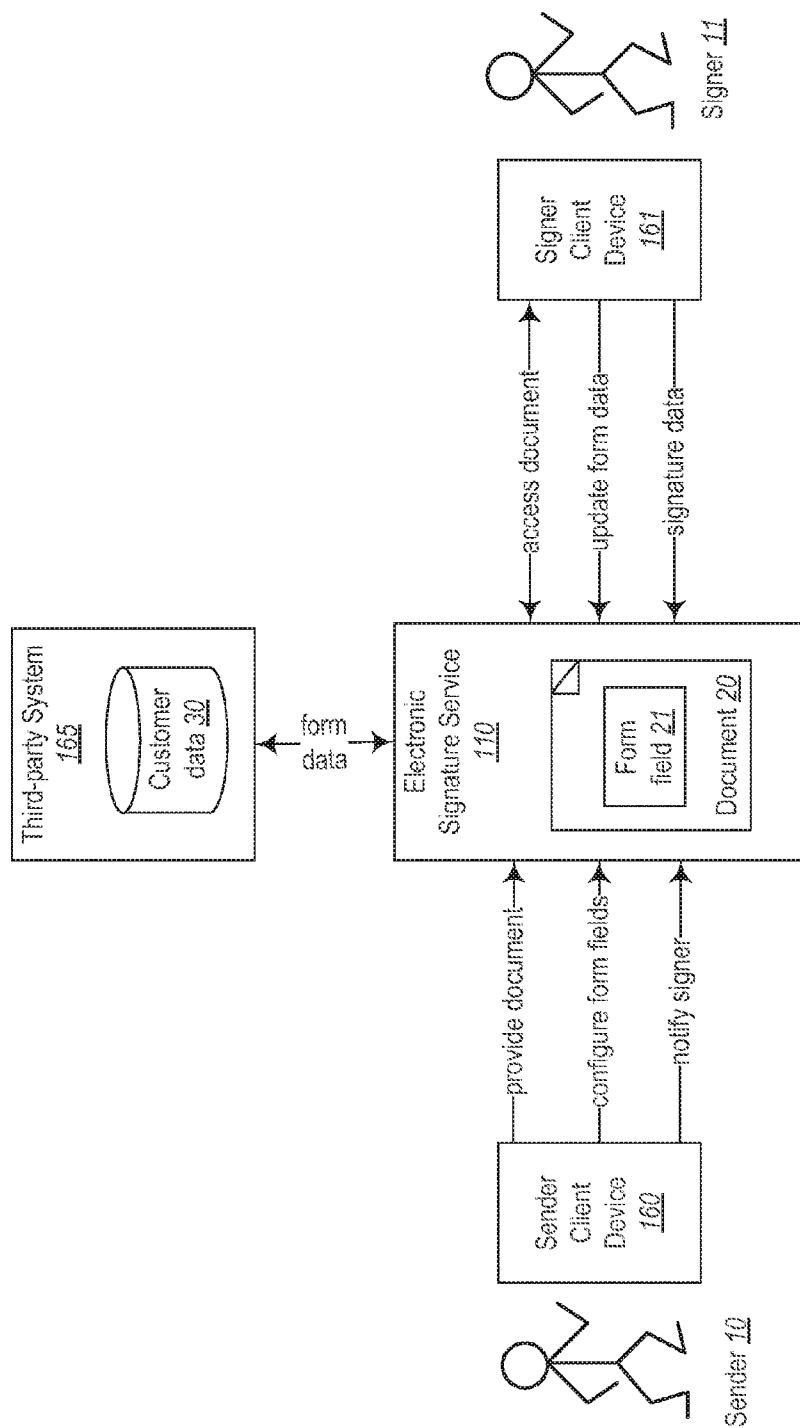 Third-party System
165
Customer
data 30
form
data
Electronic
Signature Service
110
Form
field 21
Document 20
Sender 10
Sender
Client
Device
160
provide document
configure form fields
notify signer
access document
update form data
signature data
Signer
Client
Device
161
Signer 11